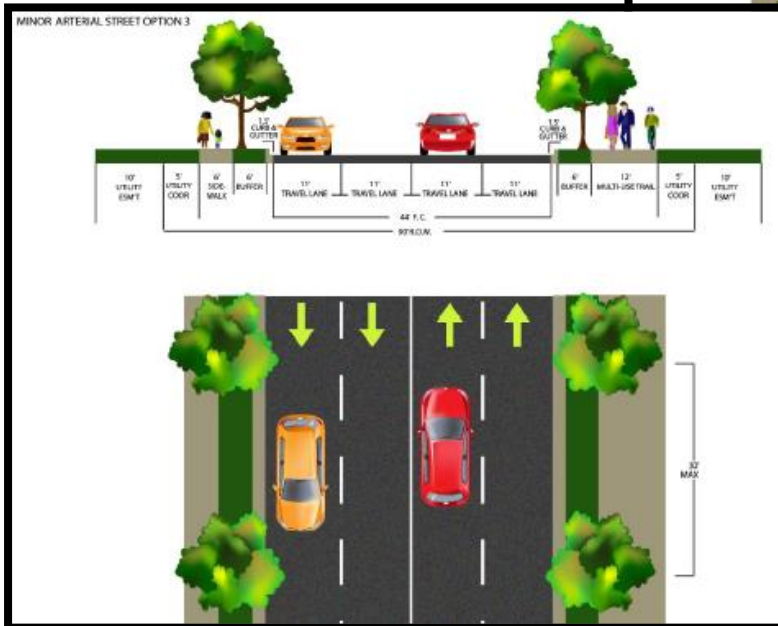 MINOR ARTERIAL STREET OPTION 3
1.5'
CURB &
GUTTER
1.5'
CURB &
GUTTER
10'
UTILITY
ESM'T
5'
UTILITY
COOR
6'
SIDE-
WALK
6'
BUFFER
11'
TRAVEL LANE
11'
TRAVEL LANE
11'
TRAVEL LANE
11'
TRAVEL LANE
6'
BUFFER
12'
MULTI-USE TRAIL
5'
UTILITY
COOR
10'
UTILITY
ESM'T
44' F.C.
90' R.O.W.
30'
MAX